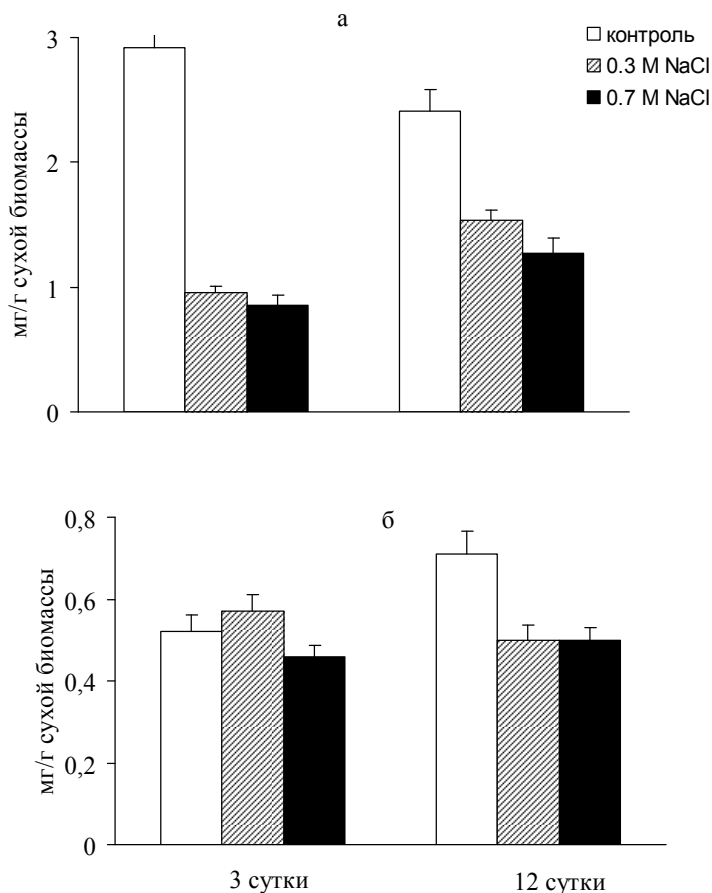 а
контроль
0.3 М NaCl
0.7 М NaCl
мг/г сухой биомассы
3
2
1
0
б
мг/г сухой биомассы
0,8
0,6
0,4
0,2
0
3 сутки
12 сутки